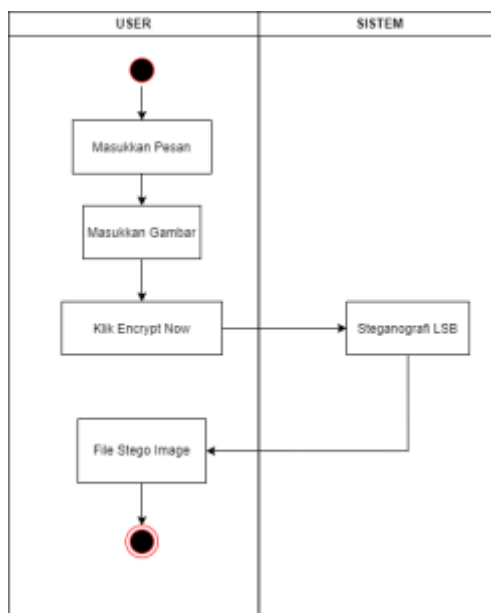 USER
SISTEM
Masukkan Pesan
Masukkan Gambar
Klik Encrypt Now
Steganografi LSB
File Stego Image